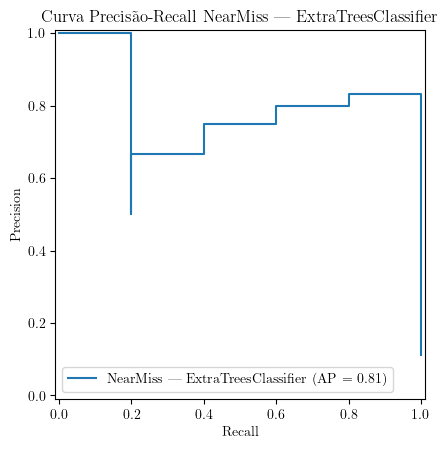 Curva Precisão-Recall NearMiss — ExtraTreesClassifier
1.0
0.8
0.6
0.4
0.2
0.0
Precision
NearMiss — ExtraTreesClassifier (AP = 0.81)
0.0 0.2 0.4 0.6 0.8 1.0
Recall